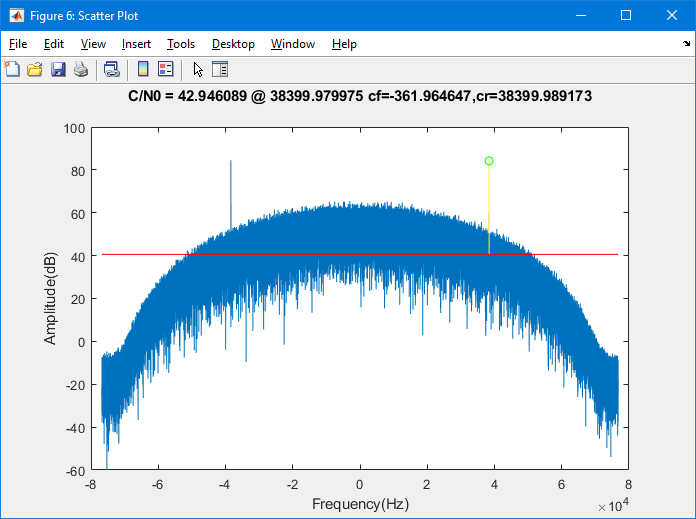 Figure 6: Scatter Plot
File Edit View Insert Tools Desktop Window Help
C/N0 = 42.946089 @ 38399.979975 cf=-361.964647,cr=38399.989173
100
80
60
40
20
0
-20
-40
-60
Amplitude(dB)
-8 -6 -4 -2 0 2 4 6 8
Frequency(Hz)
×10^4